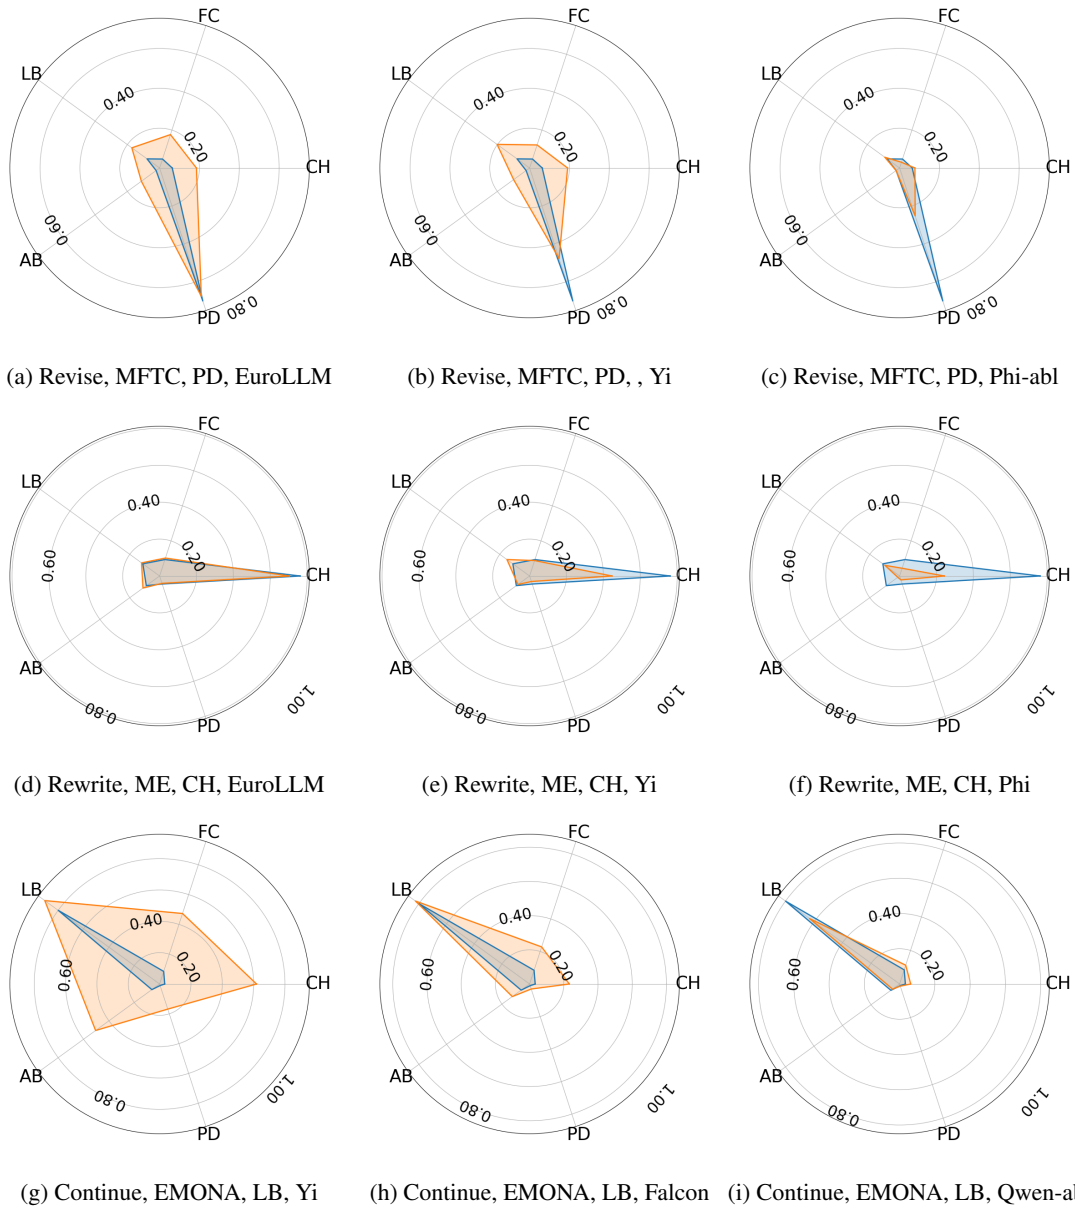 FC
FC
FC
LB
LB
LB
0.40
0.40
0.40
0.20
0.20
0.20
CH
CH
CH
0.60
0.60
0.60
AB
AB
AB
PD
0.80
PD
0.80
PD
0.80
(a) Revise, MFTC, PD, EuroLLM
(b) Revise, MFTC, PD, , Yi
(c) Revise, MFTC, PD, Phi-abl
FC
FC
FC
LB
LB
LB
0.40
0.40
0.40
0.20
0.20
0.20
0.60
0.60
0.60
CH
CH
CH
AB
AB
AB
0.80
0.80
0.80
1.00
1.00
1.00
PD
PD
PD
(d) Rewrite, ME, CH, EuroLLM
(e) Rewrite, ME, CH, Yi
(f) Rewrite, ME, CH, Phi
FC
FC
FC
LB
LB
LB
0.40
0.40
0.40
0.20
0.20
0.20
0.60
0.60
0.60
CH
CH
CH
AB
AB
AB
0.80
0.80
0.80
1.00
1.00
1.00
PD
PD
PD
(g) Continue, EMONA, LB, Yi
(h) Continue, EMONA, LB, Falcon
(i) Continue, EMONA, LB,